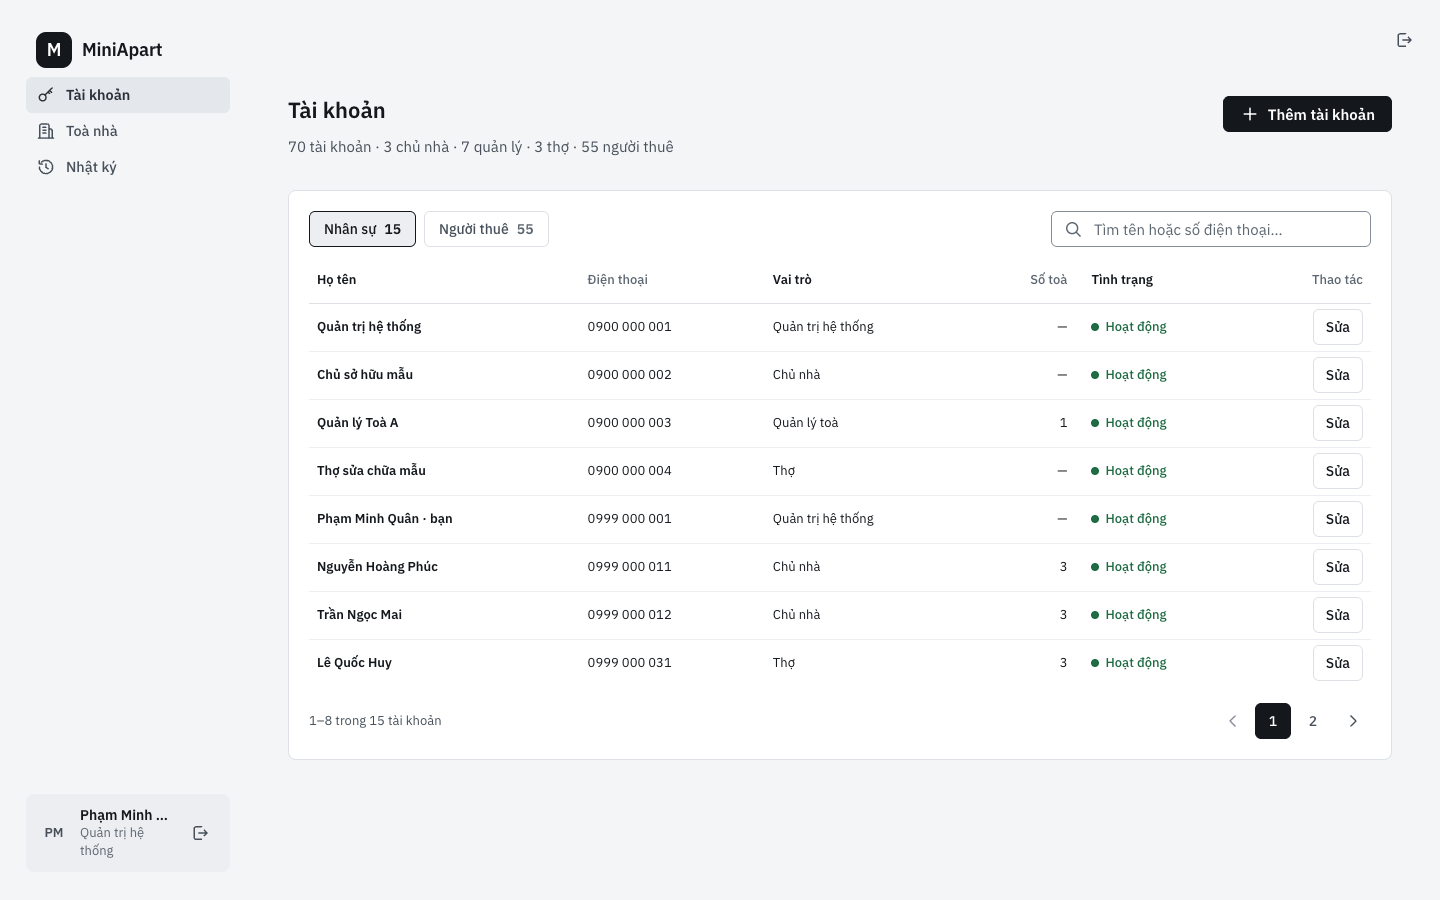 M MiniApart
Tài khoản
Toà nhà
Nhật ký
Tài khoản
Thêm tài khoản
70 tài khoản · 3 chủ nhà · 7 quản lý · 3 thợ · 55 người thuê
Nhân sự 15 Người thuê 55 Tìm tên hoặc số điện thoại...
Họ tên Điện thoại Vai trò Số toà Tình trạng Thao tác
Quản trị hệ thống 0900 000 001 Quản trị hệ thống — Hoạt động Sửa
Chủ sở hữu mẫu 0900 000 002 Chủ nhà — Hoạt động Sửa
Quản lý Toà A 0900 000 003 Quản lý toà 1 Hoạt động Sửa
Thợ sửa chữa mẫu 0900 000 004 Thợ — Hoạt động Sửa
Phạm Minh Quân · bạn 0999 000 001 Quản trị hệ thống — Hoạt động Sửa
Nguyễn Hoàng Phúc 0999 000 011 Chủ nhà 3 Hoạt động Sửa
Trần Ngọc Mai 0999 000 012 Chủ nhà 3 Hoạt động Sửa
Lê Quốc Huy 0999 000 031 Thợ 3 Hoạt động Sửa
1–8 trong 15 tài khoản 1 2
PM Phạm Minh ...
Quản trị hệ
thống